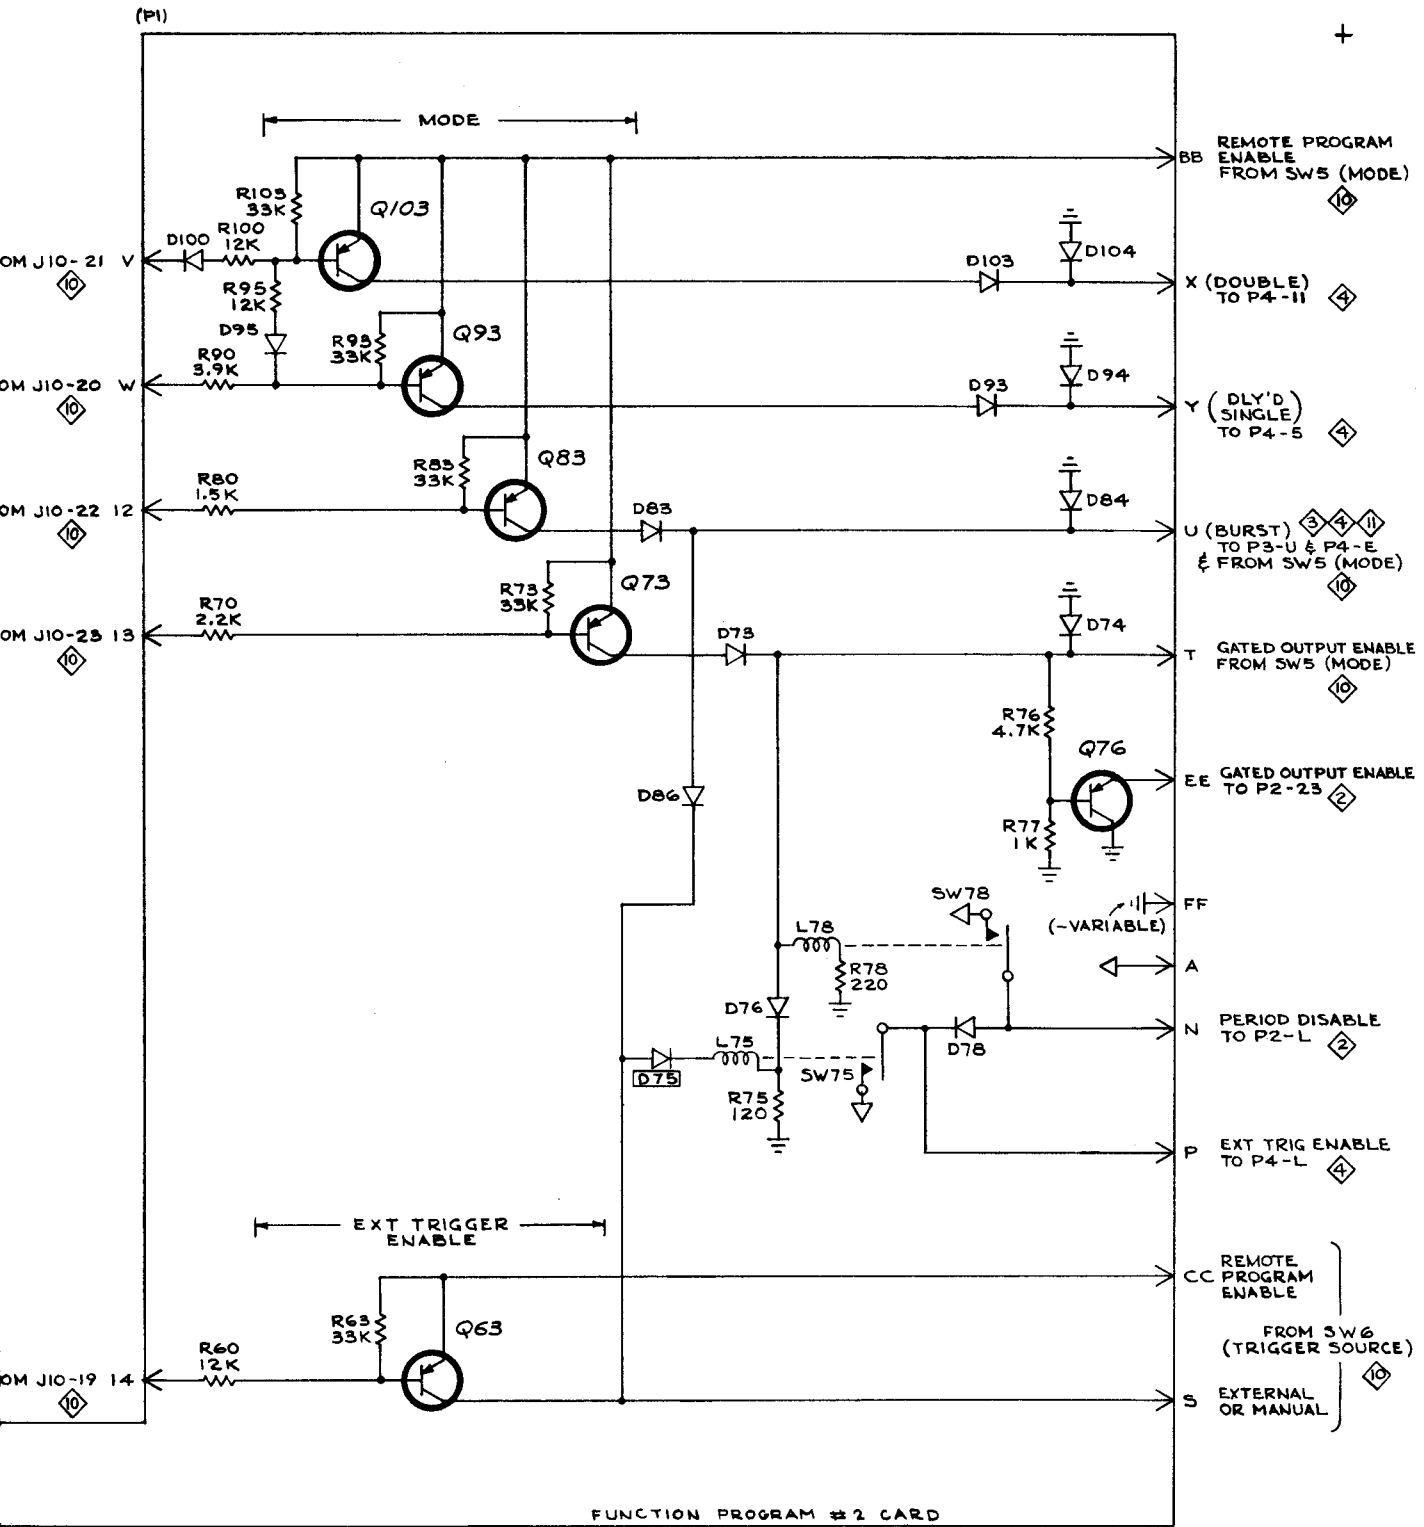 (P1)
+
MODE
BB REMOTE PROGRAM
ENABLE
FROM SW5 (MODE)
10
R103
33K
Q103
D100
R100
12K
OM J10-21 V
10
R95
12K
D95
D103
D104
X (DOUBLE)
TO P4-11
4
R93
33K
Q93
R90
3.9K
OM J10-20 W
10
D93
D94
Y (DLY'D
SINGLE)
TO P4-5
4
R83
33K
Q83
R80
1.5K
OM J10-22 12
10
D83
D84
U (BURST) 3 4 11
TO P3-U & P4-E
& FROM SW5 (MODE)
10
R73
33K
Q73
R70
2.2K
OM J10-23 13
10
D73
D74
T GATED OUTPUT ENABLE
FROM SW5 (MODE)
10
R76
4.7K
Q76
EE GATED OUTPUT ENABLE
TO P2-23
2
D86
R77
1K
SW78
FF
(-VARIABLE)
L78
R78
220
A
D76
N PERIOD DISABLE
TO P2-L
2
D78
L75
D75
SW75
R75
120
P EXT TRIG ENABLE
TO P4-L
4
EXT TRIGGER
ENABLE
CC REMOTE
PROGRAM
ENABLE
R63
33K
Q63
FROM SW6
(TRIGGER SOURCE)
10
R60
12K
OM J10-19 14
10
S EXTERNAL
OR MANUAL
FUNCTION PROGRAM #2 CARD